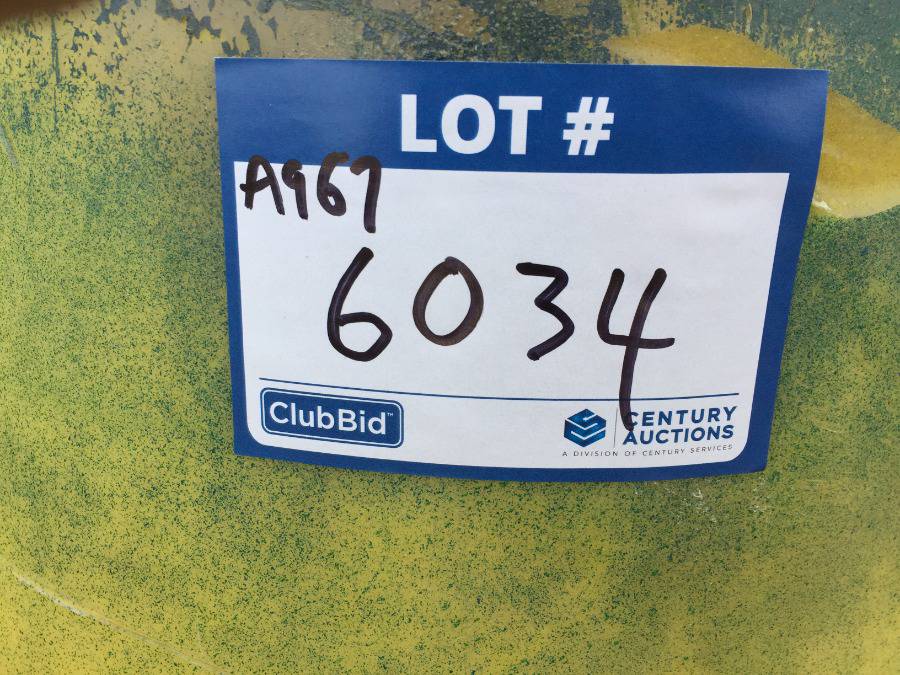 LOT #
A967
6034
ClubBid™
CENTURY
AUCTIONS
A DIVISION OF CENTURY SERVICES